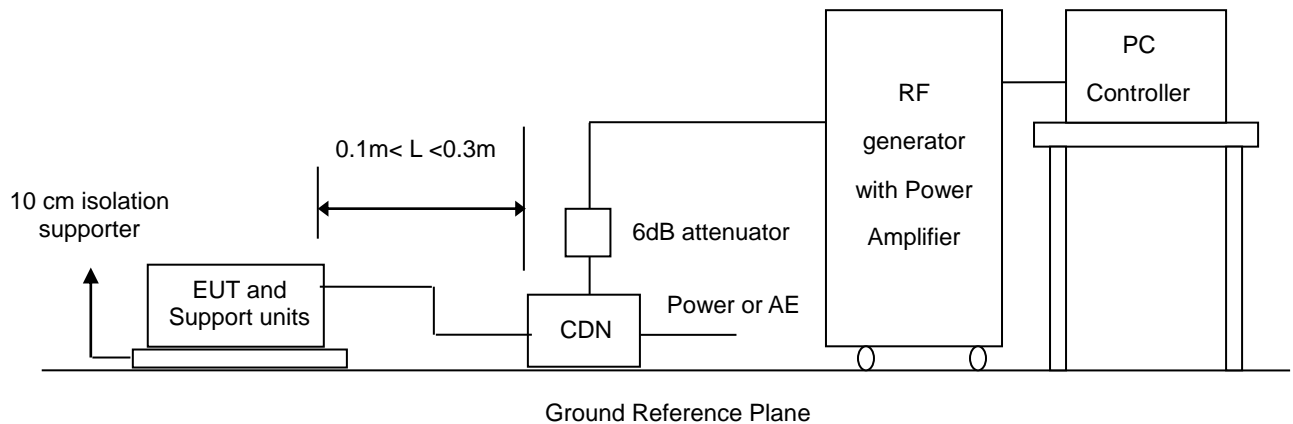 PC
Controller
RF
generator
with Power
Amplifier
0.1m< L <0.3m
10 cm isolation
supporter
6dB attenuator
EUT and
Support units
CDN
Power or AE
Ground Reference Plane